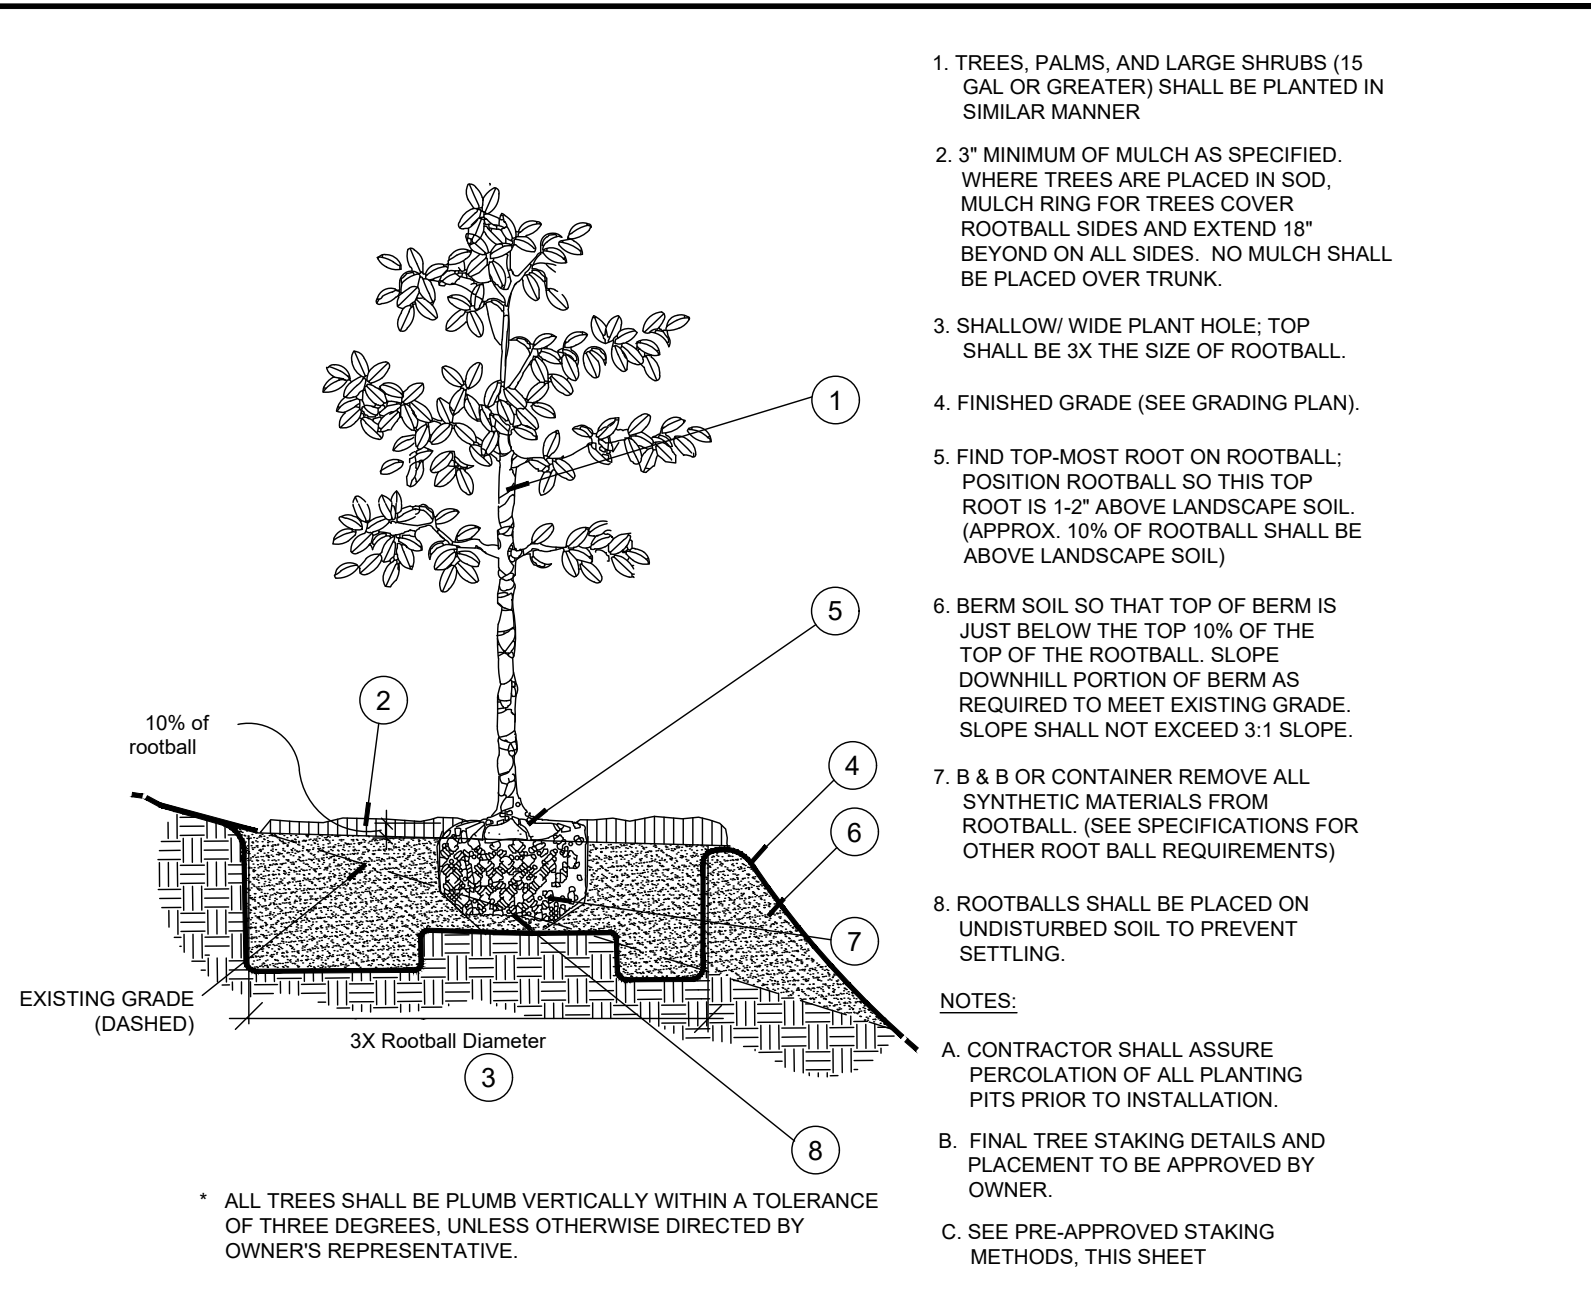 1. TREES, PALMS, AND LARGE SHRUBS (15
GAL OR GREATER) SHALL BE PLANTED IN
SIMILAR MANNER
2. 3" MINIMUM OF MULCH AS SPECIFIED.
WHERE TREES ARE PLACED IN SOD,
MULCH RING FOR TREES COVER
ROOTBALL SIDES AND EXTEND 18"
BEYOND ON ALL SIDES. NO MULCH SHALL
BE PLACED OVER TRUNK.
3. SHALLOW/ WIDE PLANT HOLE; TOP
SHALL BE 3X THE SIZE OF ROOTBALL.
4. FINISHED GRADE (SEE GRADING PLAN).
5. FIND TOP-MOST ROOT ON ROOTBALL;
POSITION ROOTBALL SO THIS TOP
ROOT IS 1-2" ABOVE LANDSCAPE SOIL.
(APPROX. 10% OF ROOTBALL SHALL BE
ABOVE LANDSCAPE SOIL)
6. BERM SOIL SO THAT TOP OF BERM IS
JUST BELOW THE TOP 10% OF THE
TOP OF THE ROOTBALL. SLOPE
DOWNHILL PORTION OF BERM AS
REQUIRED TO MEET EXISTING GRADE.
SLOPE SHALL NOT EXCEED 3:1 SLOPE.
7. B & B OR CONTAINER REMOVE ALL
SYNTHETIC MATERIALS FROM
ROOTBALL. (SEE SPECIFICATIONS FOR
OTHER ROOT BALL REQUIREMENTS)
8. ROOTBALLS SHALL BE PLACED ON
UNDISTURBED SOIL TO PREVENT
SETTLING.
NOTES:
A. CONTRACTOR SHALL ASSURE
PERCOLATION OF ALL PLANTING
PITS PRIOR TO INSTALLATION.
B. FINAL TREE STAKING DETAILS AND
PLACEMENT TO BE APPROVED BY
OWNER.
C. SEE PRE-APPROVED STAKING
METHODS, THIS SHEET
1
5
2
10% of
rootball
4
6
7
EXISTING GRADE
(DASHED)
3X Rootball Diameter
3
8
* ALL TREES SHALL BE PLUMB VERTICALLY WITHIN A TOLERANCE
OF THREE DEGREES, UNLESS OTHERWISE DIRECTED BY
OWNER'S REPRESENTATIVE.